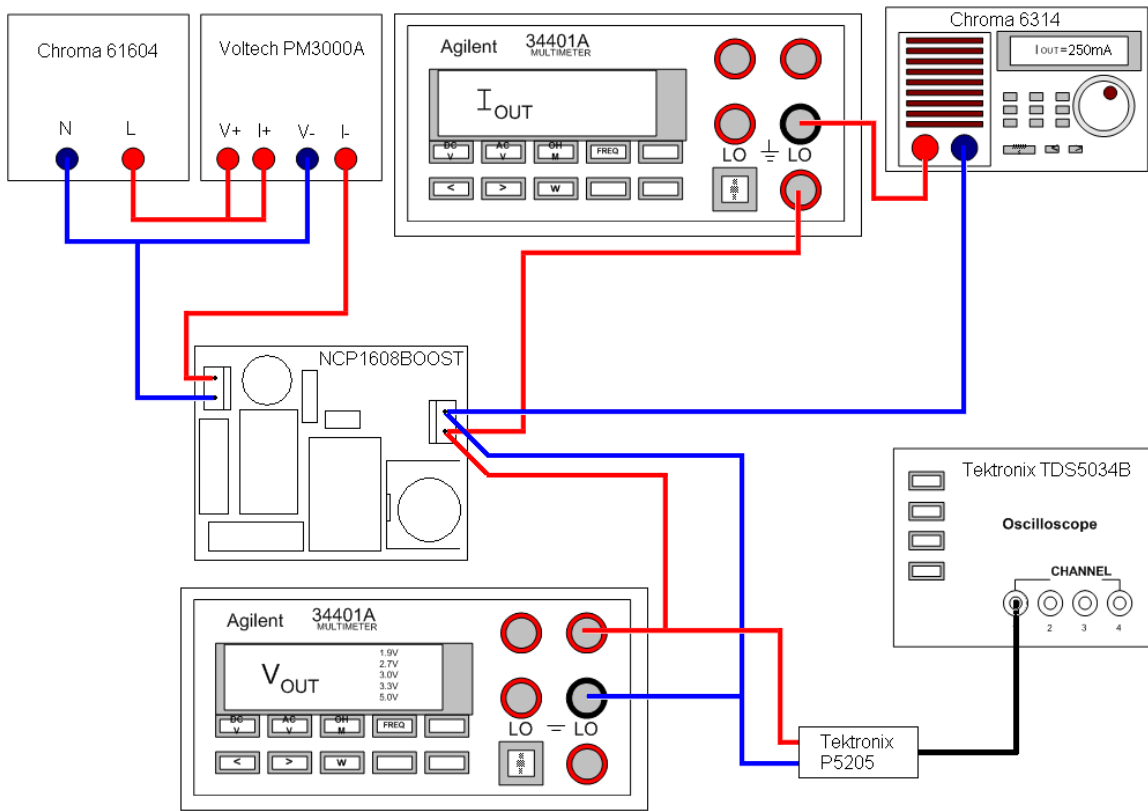 Chroma 61604
N
L
Voltech PM3000A
V+
I+
V-
I-
Agilent
34401A
MULTIMETER
IOUT
DC
V
AC
V
OH
M
FREQ
<
>
W
LO
LO
Chroma 6314
IOUT=250mA
NCP1608BOOST
Agilent
34401A
MULTIMETER
VOUT
1.9V
2.7V
3.0V
3.3V
5.0V
DC
V
AC
V
OH
M
FREQ
<
>
W
LO
LO
Tektronix
P5205
Tektronix TDS5034B
Oscilloscope
CHANNEL
2
3
4